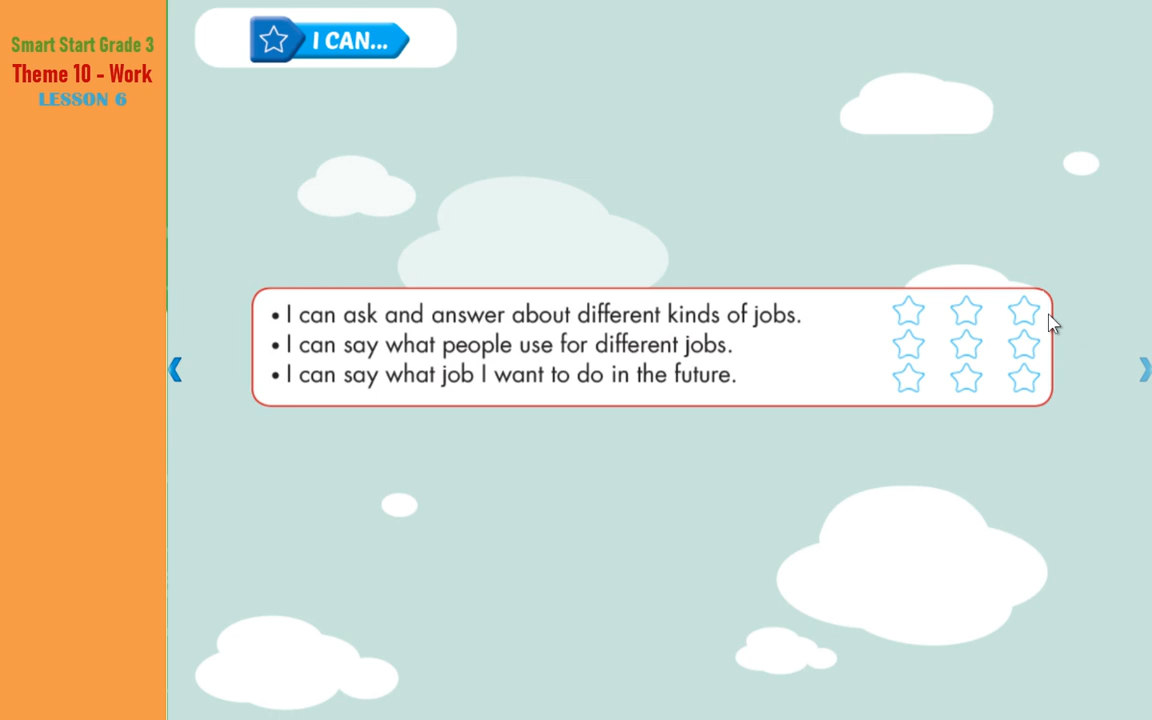 Smart Start Grade 3
Theme 10 - Work
LESSON 6
I CAN...
• I can ask and answer about different kinds of jobs.
• I can say what people use for different jobs.
• I can say what job I want to do in the future.